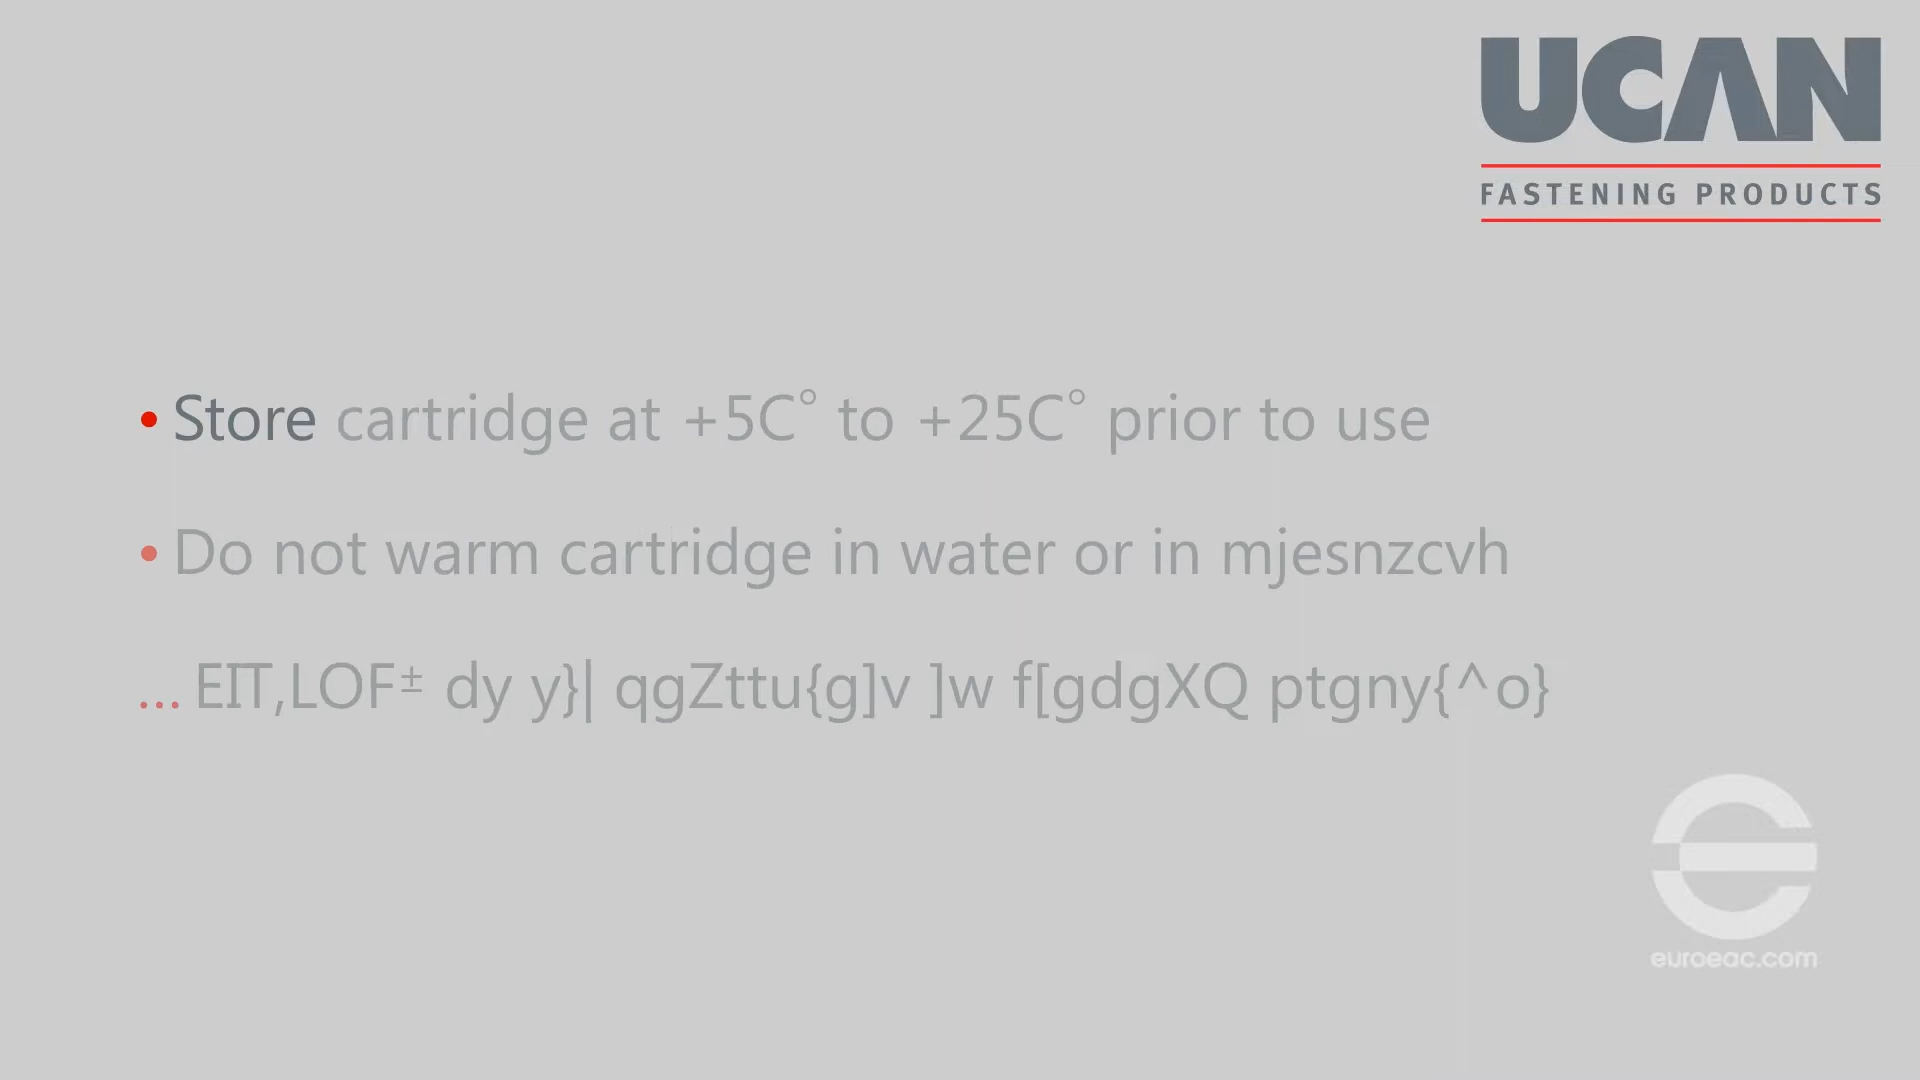 UCAN
FASTENING PRODUCTS
• Store cartridge at +5C° to +25C° prior to use
• Do not warm cartridge in water or in mjesnzcvh
... EIT,LOF± dy y}| qgZttu{g]v ]w f[gdgXQ ptgny{^o}
euroeac.com